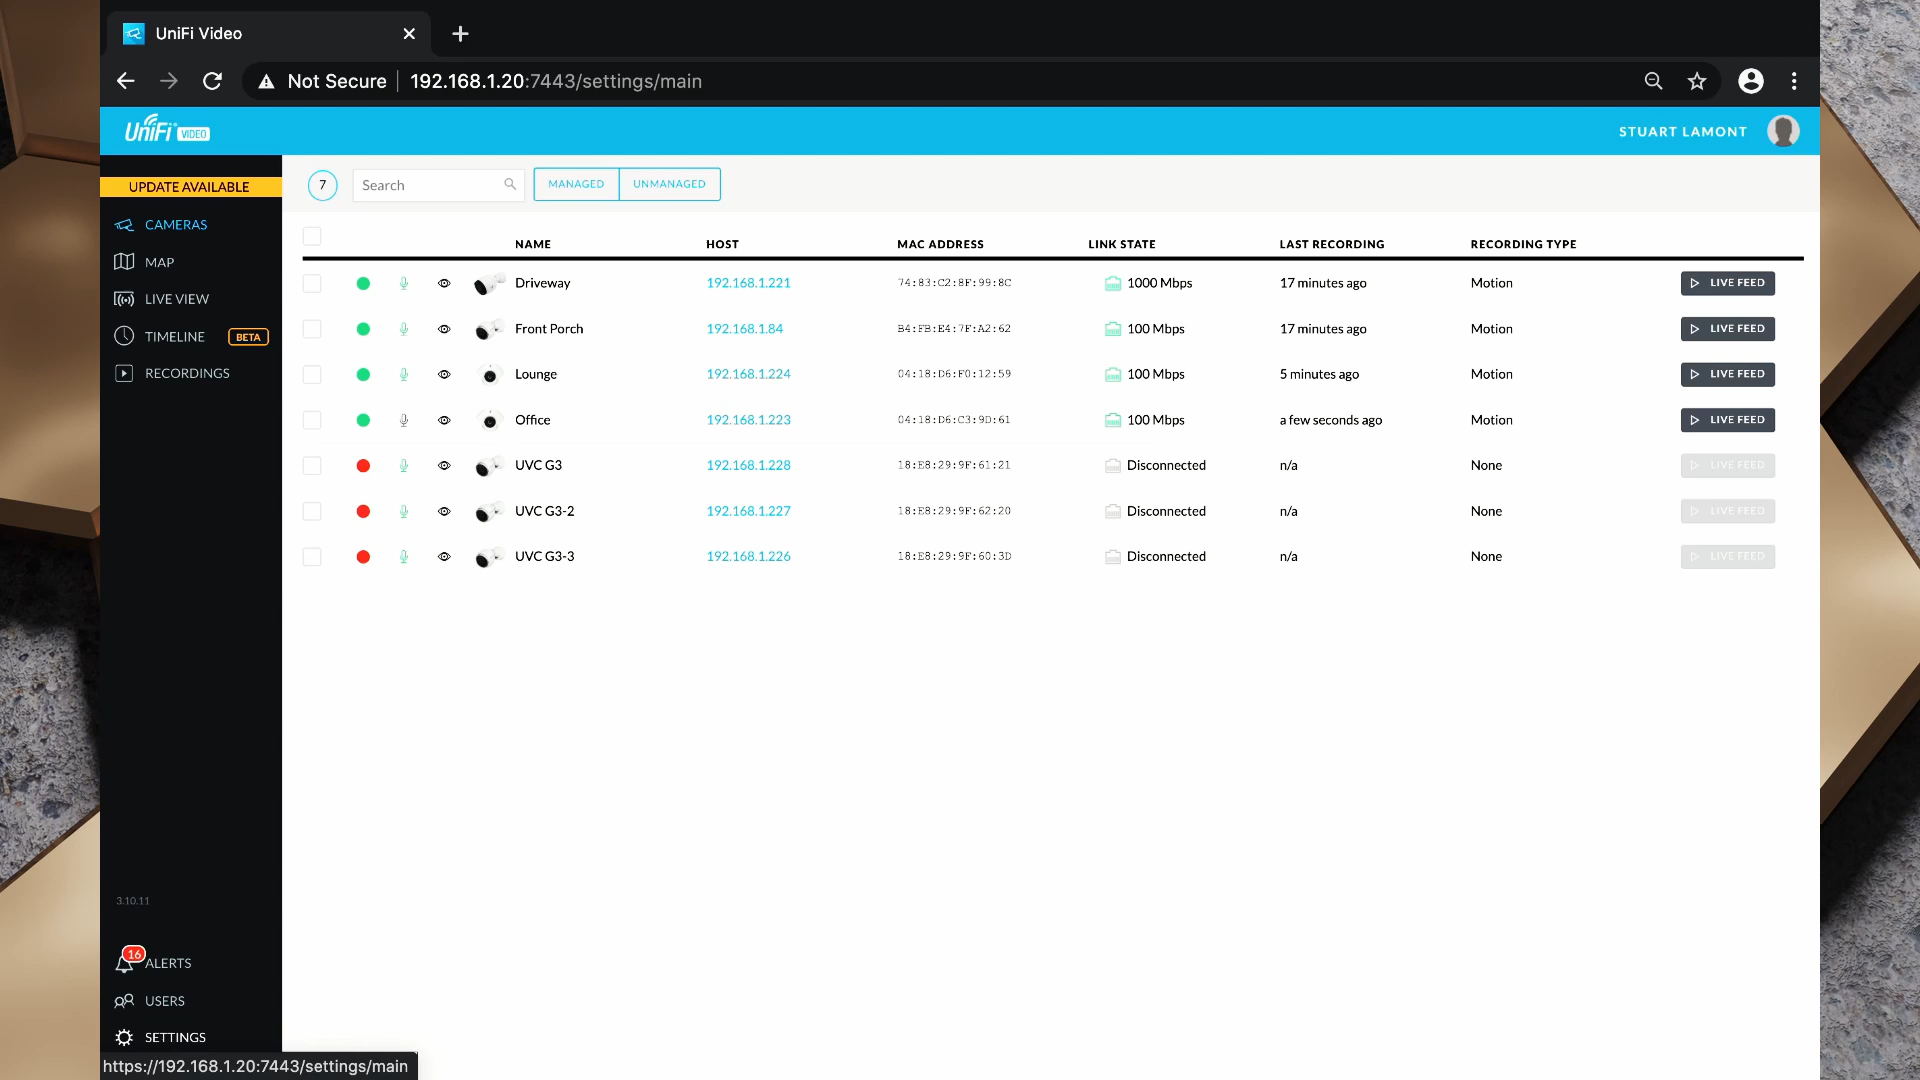 UniFi Video
Not Secure 192.168.1.20:7443/settings/main
UniFi VIDEO
STUART LAMONT
UPDATE AVAILABLE
7 Search MANAGED UNMANAGED
CAMERAS
MAP
LIVE VIEW
TIMELINE BETA
RECORDINGS
NAME HOST MAC ADDRESS LINK STATE LAST RECORDING RECORDING TYPE
Driveway 192.168.1.221 74:83:C2:8F:99:8C 1000 Mbps 17 minutes ago Motion LIVE FEED
Front Porch 192.168.1.84 B4:FB:E4:7F:A2:62 100 Mbps 17 minutes ago Motion LIVE FEED
Lounge 192.168.1.224 04:18:D6:F0:12:59 100 Mbps 5 minutes ago Motion LIVE FEED
Office 192.168.1.223 04:18:D6:C3:9D:61 100 Mbps a few seconds ago Motion LIVE FEED
UVC G3 192.168.1.228 18:E8:29:9F:61:21 Disconnected n/a None LIVE FEED
UVC G3-2 192.168.1.227 18:E8:29:9F:62:20 Disconnected n/a None LIVE FEED
UVC G3-3 192.168.1.226 18:E8:29:9F:60:3D Disconnected n/a None LIVE FEED
3.10.11
16 ALERTS
USERS
SETTINGS
https://192.168.1.20:7443/settings/main